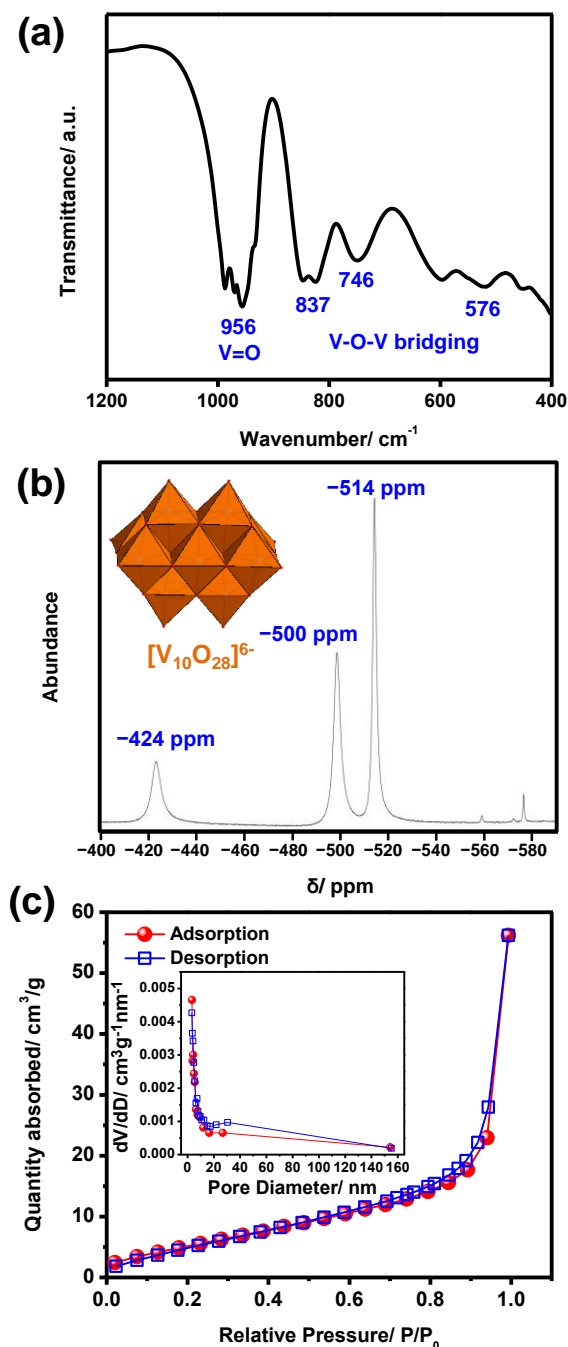 (a)
Transmittance/ a.u.
956
V=O
837
746
576
V-O-V bridging
1200 1000 800 600 400
Wavenumber/ cm⁻¹
(b)
Abundance
[V₁₀O₂₈]⁶⁻
−424 ppm
−500 ppm
−514 ppm
−400 −420 −440 −460 −480 −500 −520 −540 −560 −580
δ/ ppm
(c)
Quantity absorbed/ cm³/g
60
50
40
30
20
10
0
Adsorption
Desorption
dV/dD/ cm³g⁻¹nm⁻¹
0.005
0.004
0.003
0.002
0.001
0.000
0 20 40 60 80 100 120 140 160
Pore Diameter/ nm
0.0 0.2 0.4 0.6 0.8 1.0
Relative Pressure/ P/P₀